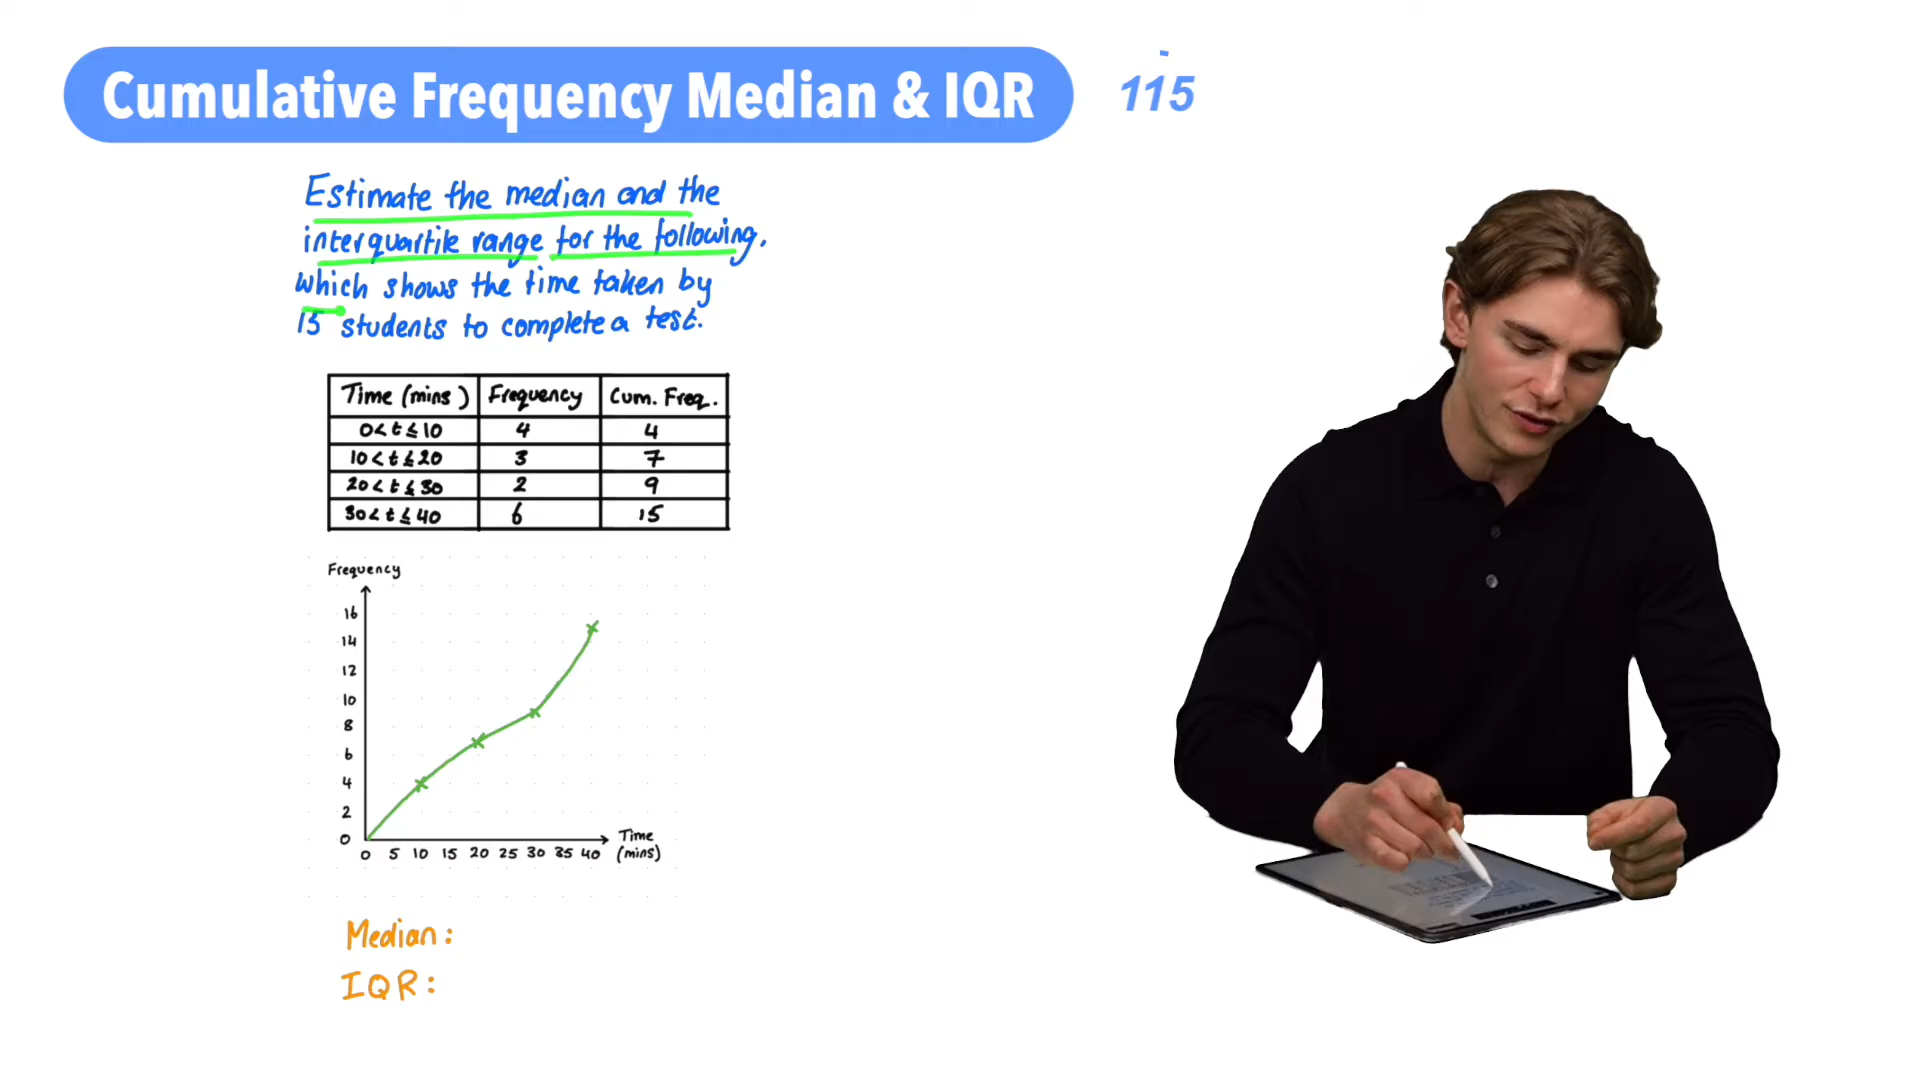 Cumulative Frequency Median & IQR
115
Estimate the median and the
interquartile range for the following,
which shows the time taken by
15 students to complete a test.
Time (mins) Frequency Cum. Freq.
0 < t ≤ 10 4 4
10 < t ≤ 20 3 7
20 < t ≤ 30 2 9
30 < t ≤ 40 6 15
Frequency
16
14
12
10
8
6
4
2
0
0 5 10 15 20 25 30 35 40
Time
(mins)
Median:
IQR: